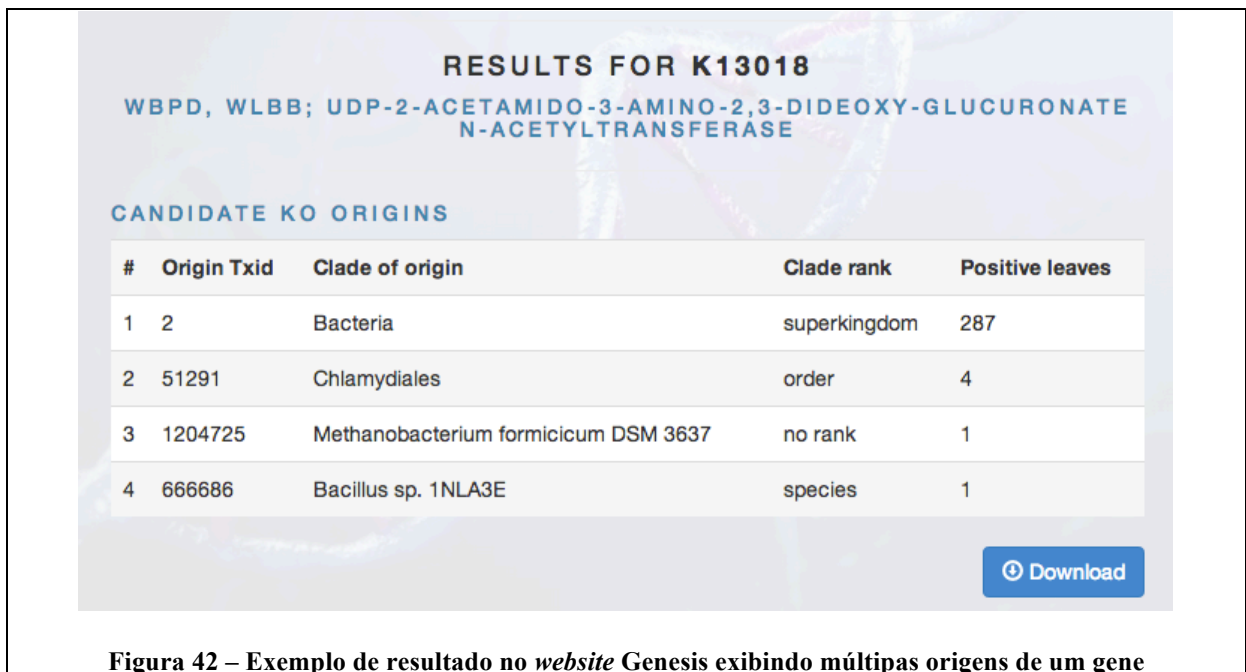 RESULTS FOR K13018
WBPD, WLBB; UDP-2-ACETAMIDO-3-AMINO-2,3-DIDEOXY-GLUCURONATE
N-ACETYLTRANSFERASE
CANDIDATE KO ORIGINS
# Origin Txid Clade of origin Clade rank Positive leaves
1 2 Bacteria superkingdom 287
2 51291 Chlamydiales order 4
3 1204725 Methanobacterium formicicum DSM 3637 no rank 1
4 666686 Bacillus sp. 1NLA3E species 1
Download
Figura 42 – Exemplo de resultado no website Genesis exibindo múltipas origens de um gene